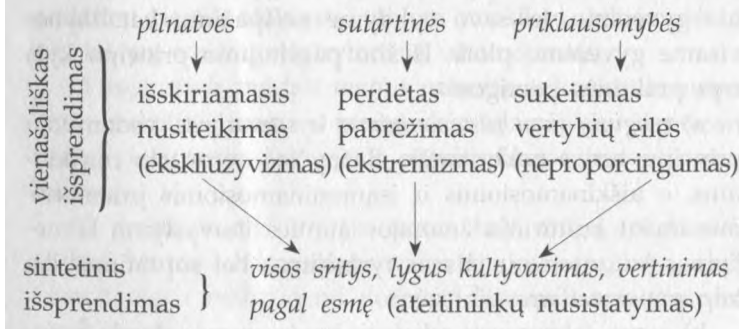 pilnatvės sutartinės priklausomybės
vienašališkas
išsprendimas
išskiriamasis perdėtas sukeitimas
nusiteikimas pabrėžimas vertybių eilės
(ekskliuzyvizmas) (ekstremizmas) (neproporcingumas)
sintetinis visos sritys, lygus kultyvavimas, vertinimas
išsprendimas } pagal esmę (ateitininkų nusistatymas)